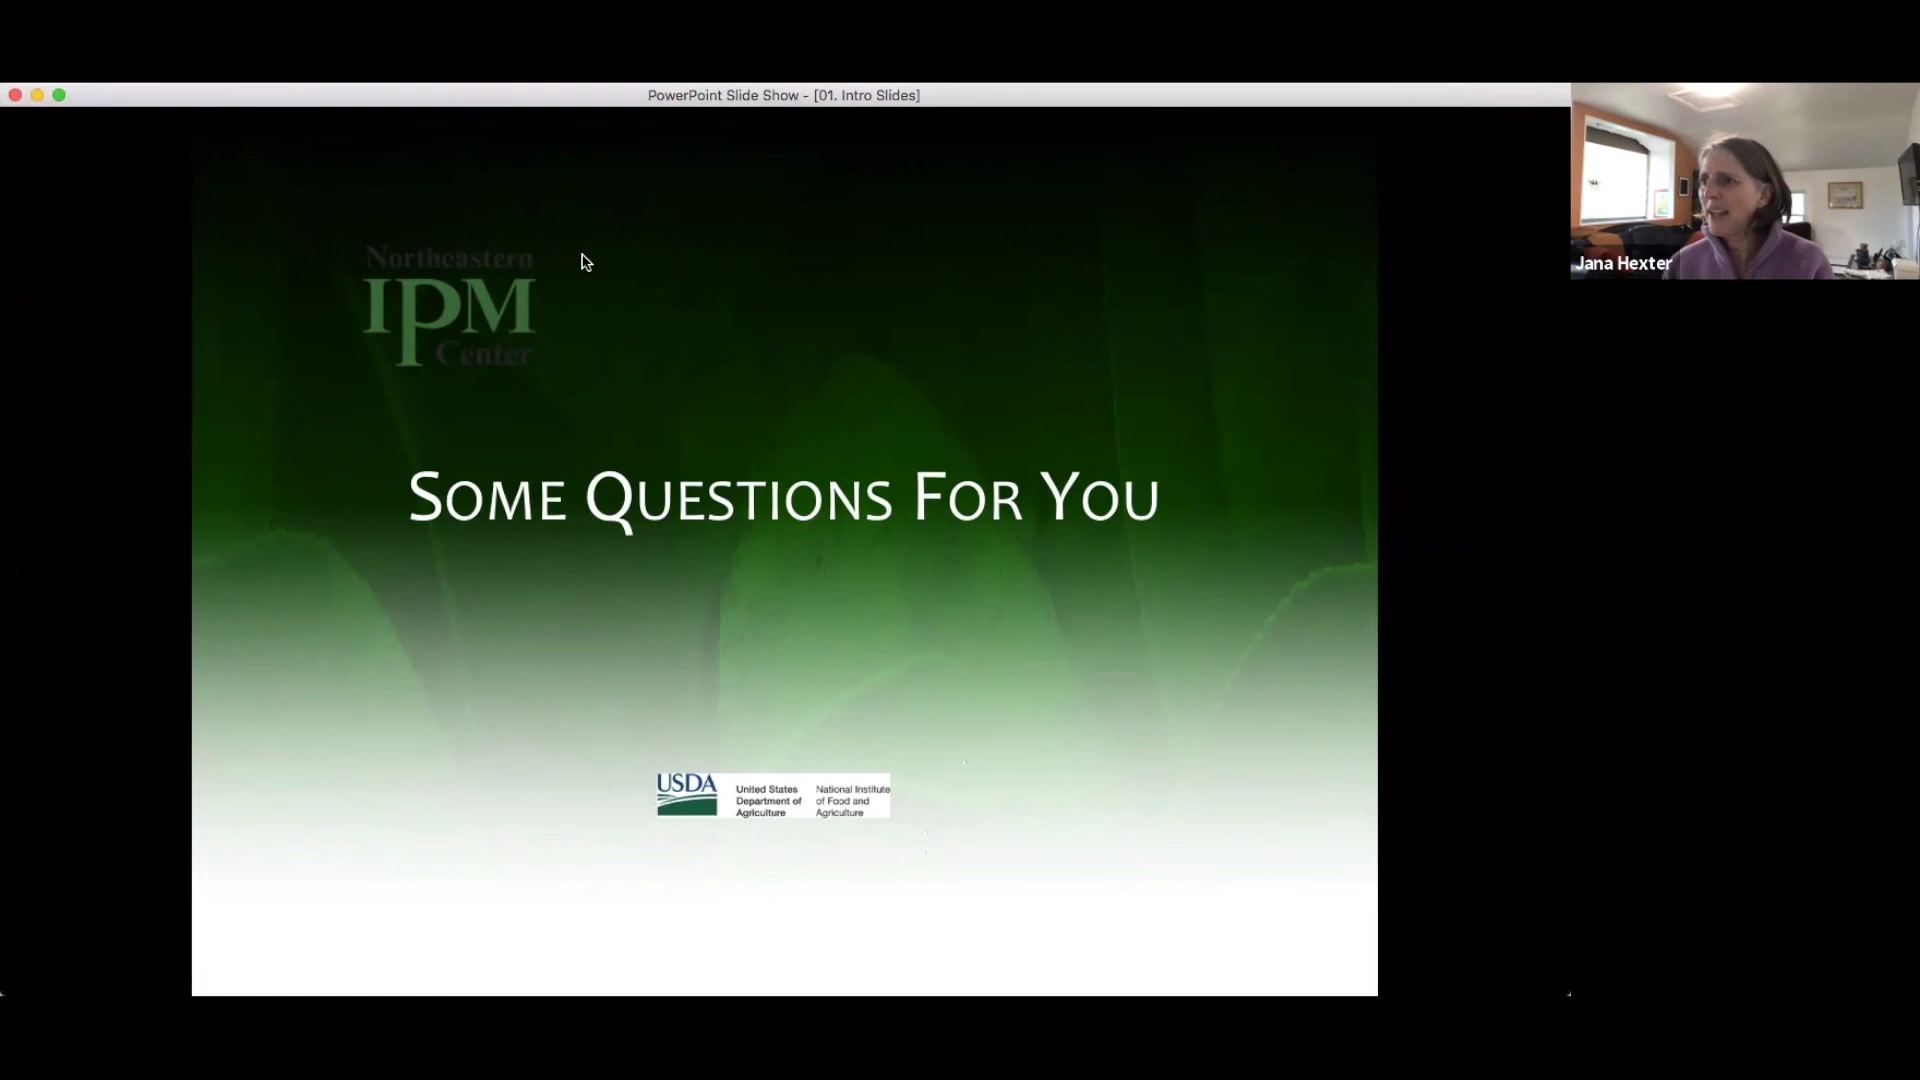 PowerPoint Slide Show - [01. Intro Slides]
Jana Hexter
Northeastern
IPM
Center
SOME QUESTIONS FOR YOU
USDA
United States
Department of
Agriculture
National Institute
of Food and
Agriculture